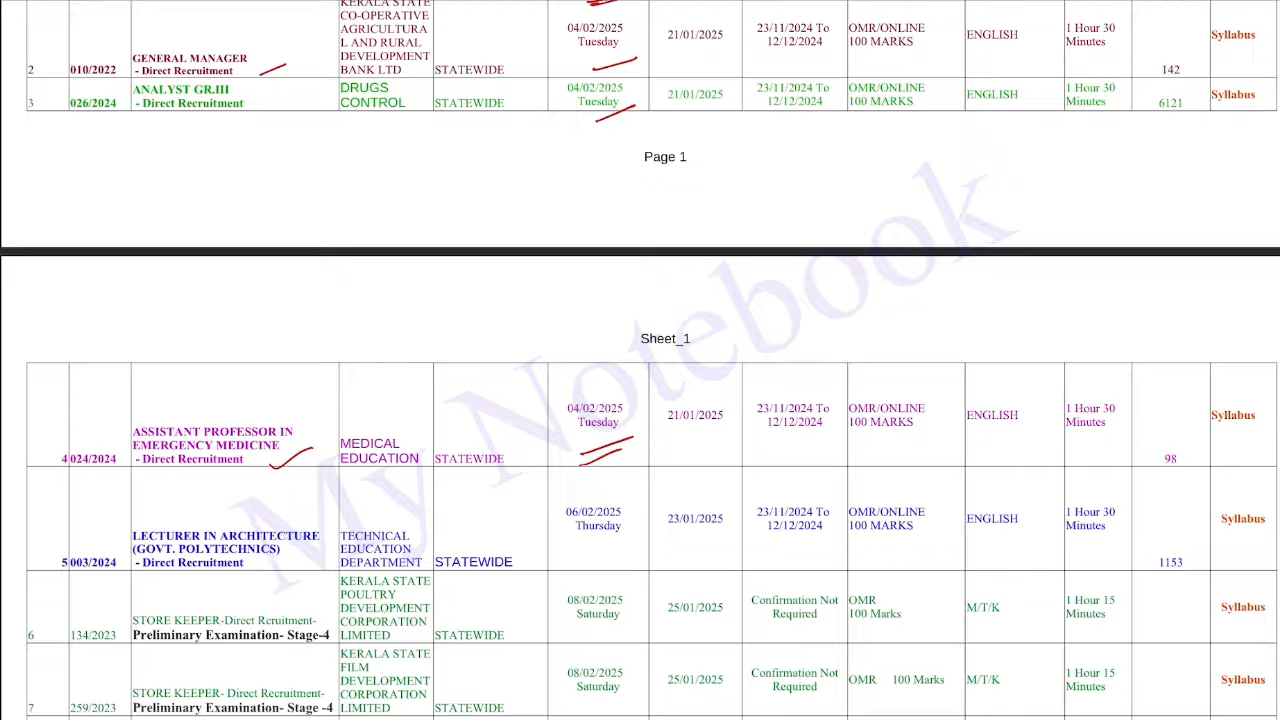 KERALA STATE
CO-OPERATIVE
AGRICULTURA
L AND RURAL
DEVELOPMENT
BANK LTD
2 010/2022 GENERAL MANAGER
- Direct Recruitment
STATEWIDE
04/02/2025
Tuesday
21/01/2025
23/11/2024 To
12/12/2024
OMR/ONLINE
100 MARKS
ENGLISH
1 Hour 30
Minutes
142
Syllabus
3 026/2024
ANALYST GR.III
- Direct Recruitment
DRUGS
CONTROL
STATEWIDE
04/02/2025
Tuesday
21/01/2025
23/11/2024 To
12/12/2024
OMR/ONLINE
100 MARKS
ENGLISH
1 Hour 30
Minutes
6121
Syllabus
Page 1
My Notebook
Sheet_1
4 024/2024
ASSISTANT PROFESSOR IN
EMERGENCY MEDICINE
- Direct Recruitment
MEDICAL
EDUCATION
STATEWIDE
04/02/2025
Tuesday
21/01/2025
23/11/2024 To
12/12/2024
OMR/ONLINE
100 MARKS
ENGLISH
1 Hour 30
Minutes
98
Syllabus
5 003/2024
LECTURER IN ARCHITECTURE
(GOVT. POLYTECHNICS)
- Direct Recruitment
TECHNICAL
EDUCATION
DEPARTMENT
STATEWIDE
06/02/2025
Thursday
23/01/2025
23/11/2024 To
12/12/2024
OMR/ONLINE
100 MARKS
ENGLISH
1 Hour 30
Minutes
1153
Syllabus
6 134/2023
STORE KEEPER-Direct Rcruitment-
Preliminary Examination- Stage-4
KERALA STATE
POULTRY
DEVELOPMENT
CORPORATION
LIMITED
STATEWIDE
08/02/2025
Saturday
25/01/2025
Confirmation Not
Required
OMR
100 Marks
M/T/K
1 Hour 15
Minutes
Syllabus
7 259/2023
STORE KEEPER- Direct Recruitment-
Preliminary Examination- Stage -4
KERALA STATE
FILM
DEVELOPMENT
CORPORATION
LIMITED
STATEWIDE
08/02/2025
Saturday
25/01/2025
Confirmation Not
Required
OMR 100 Marks
M/T/K
1 Hour 15
Minutes
Syllabus